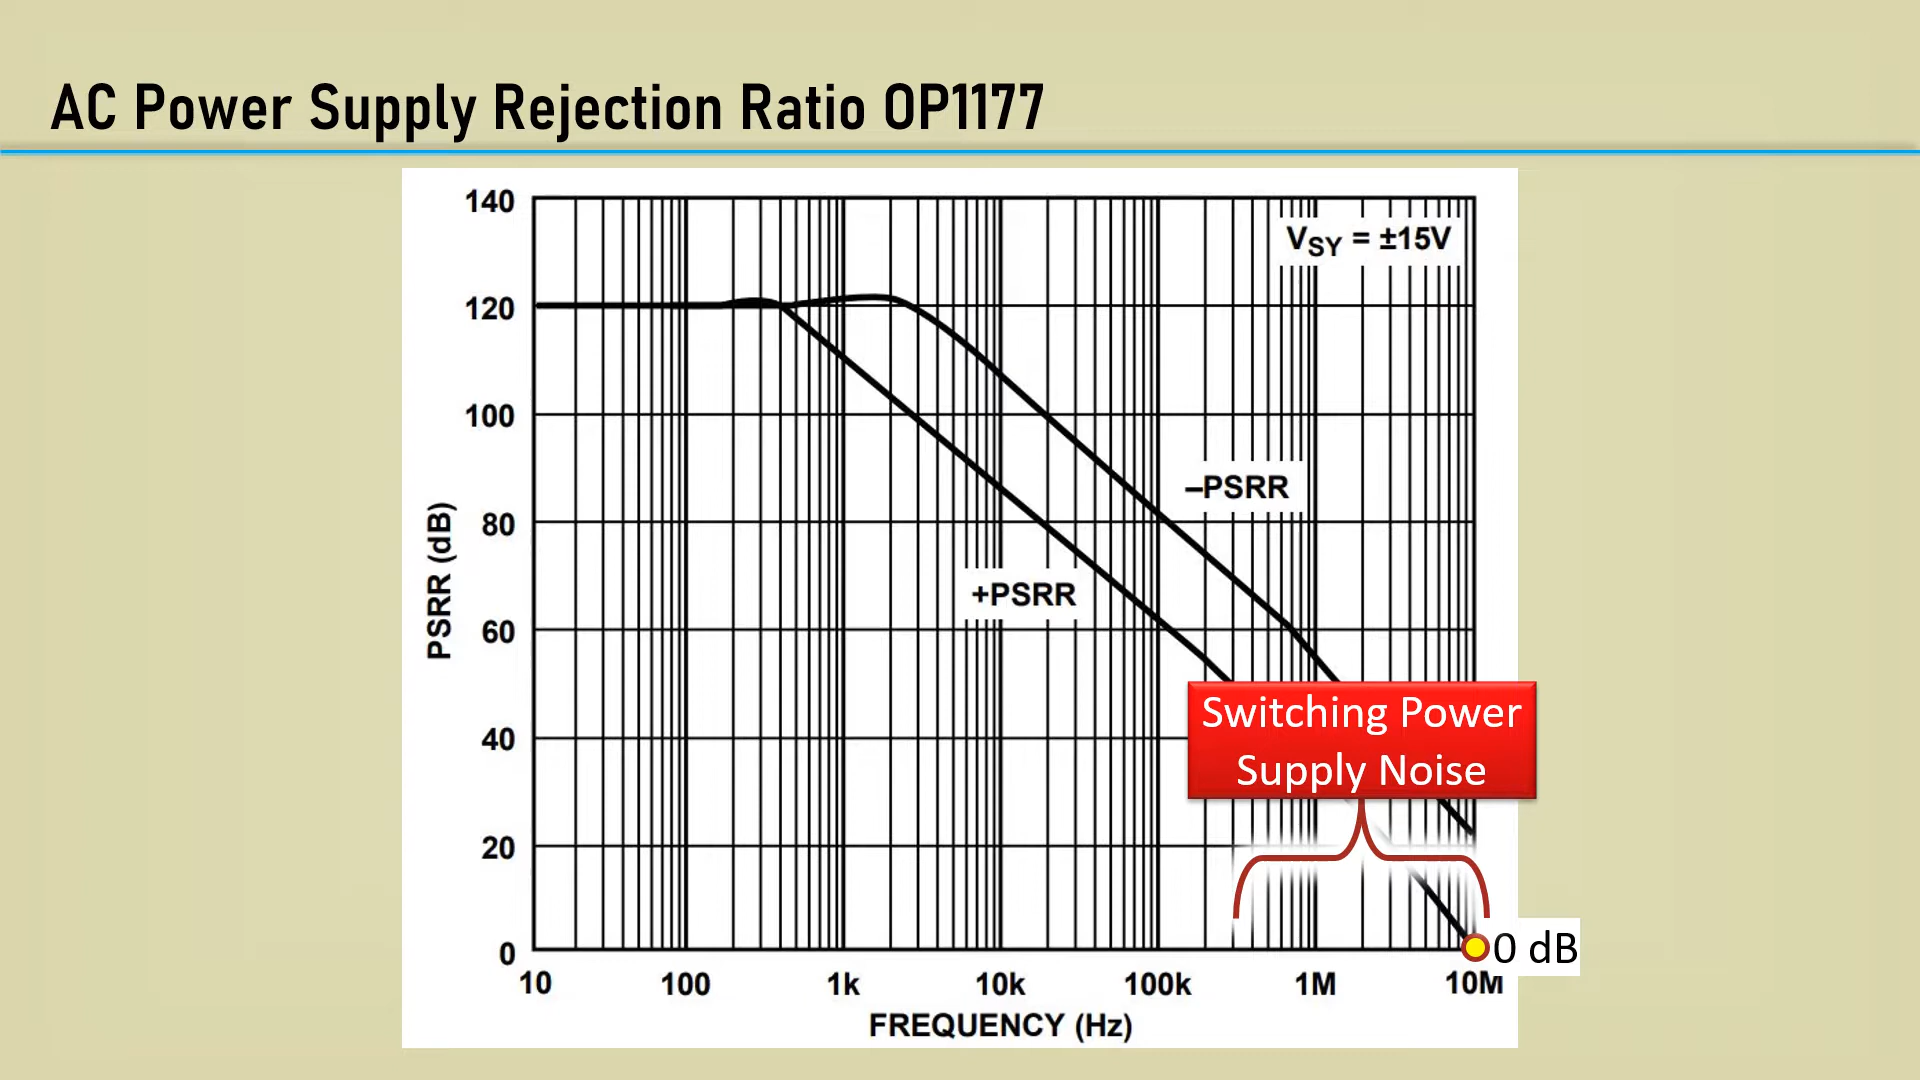 AC Power Supply Rejection Ratio OP1177
140
V_SY = ±15V
120
100
–PSRR
80
+PSRR
60
PSRR (dB)
Switching Power
Supply Noise
40
20
0
0 dB
10 100 1k 10k 100k 1M 10M
FREQUENCY (Hz)